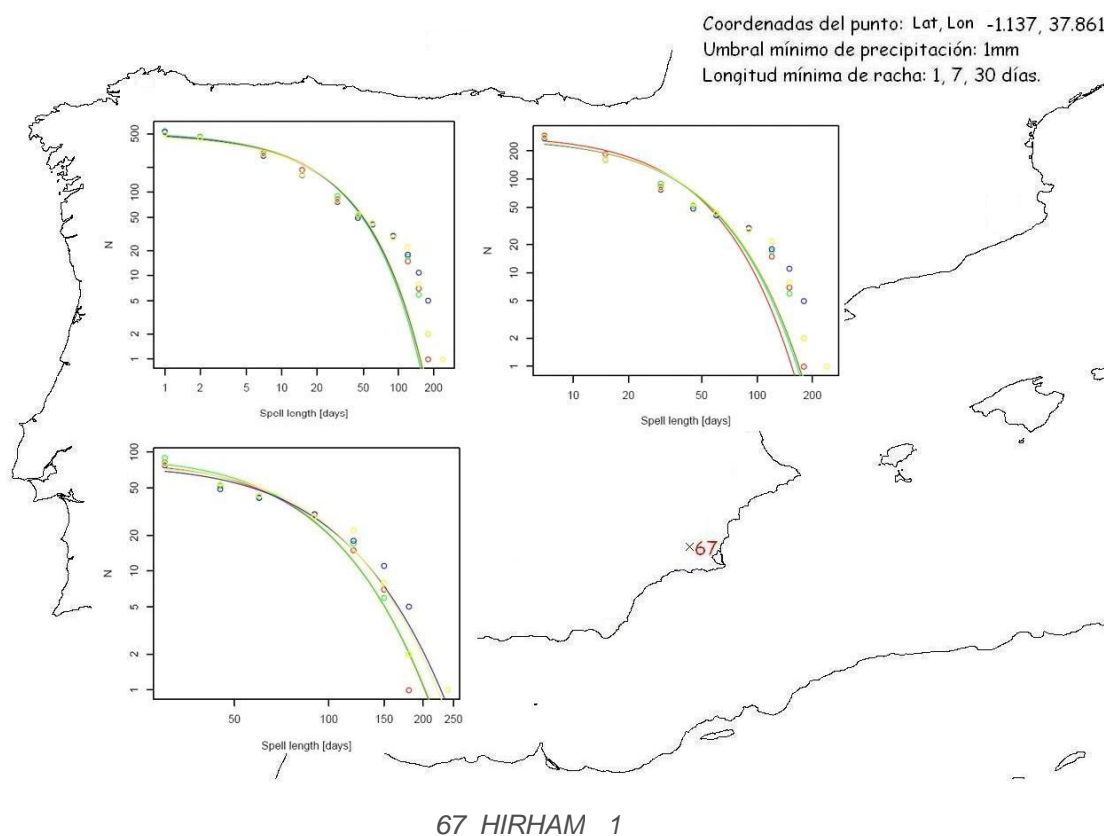 Coordenadas del punto: Lat, Lon -1.137, 37.861
Umbral mínimo de precipitación: 1mm
Longitud mínima de racha: 1, 7, 30 días.
500
100
50
20
10
5
2
1
N
1 2 5 10 20 50 100 200
Spell length [days]
200
100
50
20
10
5
2
1
N
10 20 50 100 200
Spell length [days]
100
50
20
10
5
2
1
N
50 100 150 200 250
Spell length [days]
×67
67 HIRHAM 1